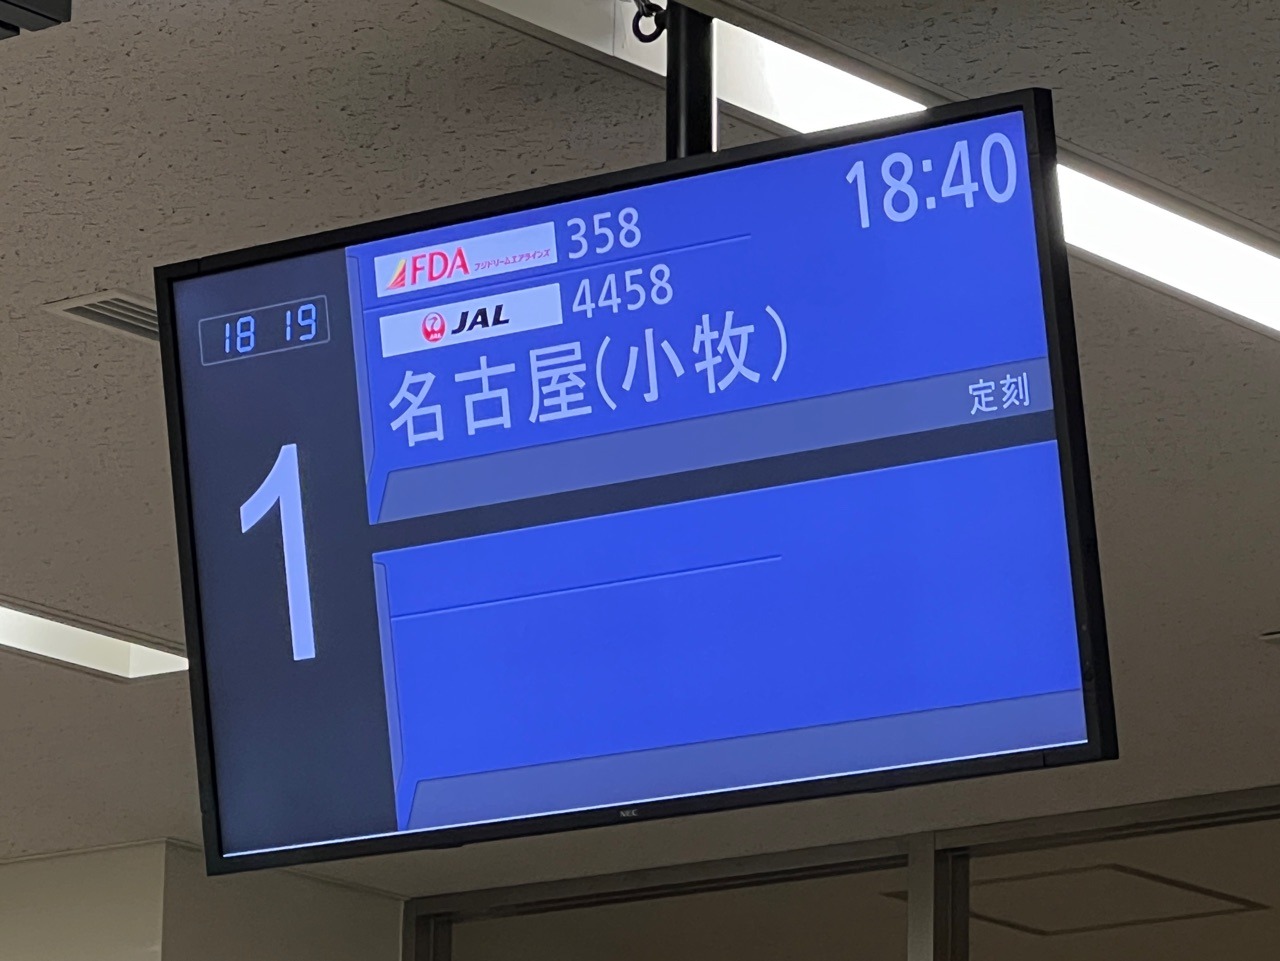 18 19
1
FDA フジドリームエアラインズ 358
18:40
JAL 4458
名古屋(小牧)
定刻
NEC